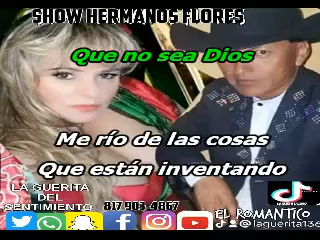 SHOW HERMANOS FLORES
Que no sea Dios
Me río de las cosas
Que están inventando
LA GUERITA
DEL
SENTIMIENTO
817 905 4867
EL ROMANTICO
@laguerita136